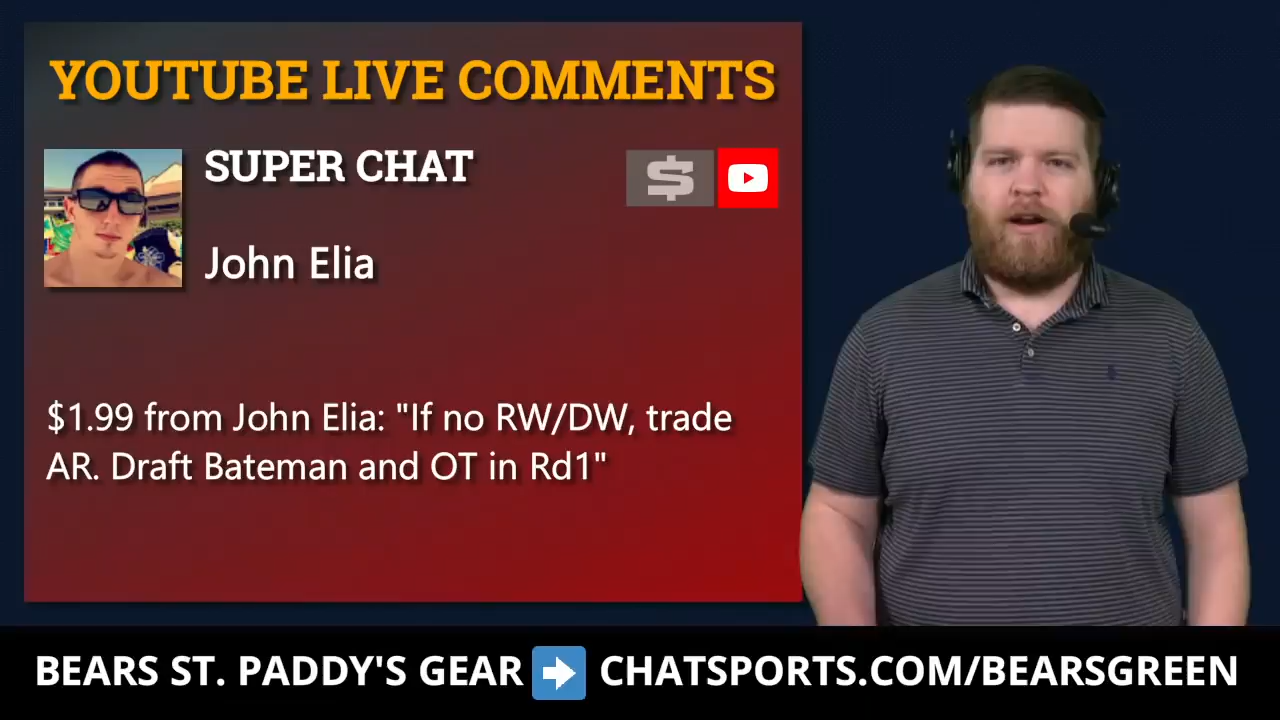 YOUTUBE LIVE COMMENTS
SUPER CHAT
John Elia
$1.99 from John Elia: "If no RW/DW, trade
AR. Draft Bateman and OT in Rd1"
BEARS ST. PADDY'S GEAR ➡ CHATSPORTS.COM/BEARSGREEN